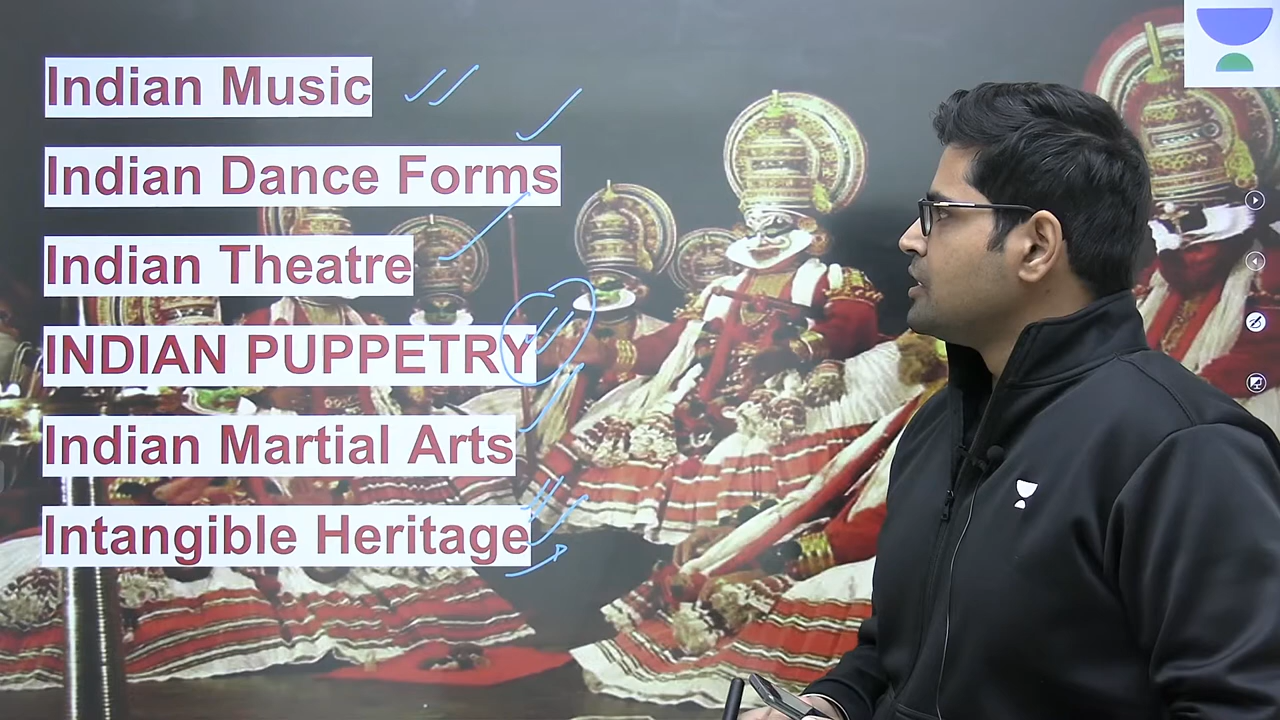 Indian Music
Indian Dance Forms
Indian Theatre
INDIAN PUPPETRY
Indian Martial Arts
Intangible Heritage